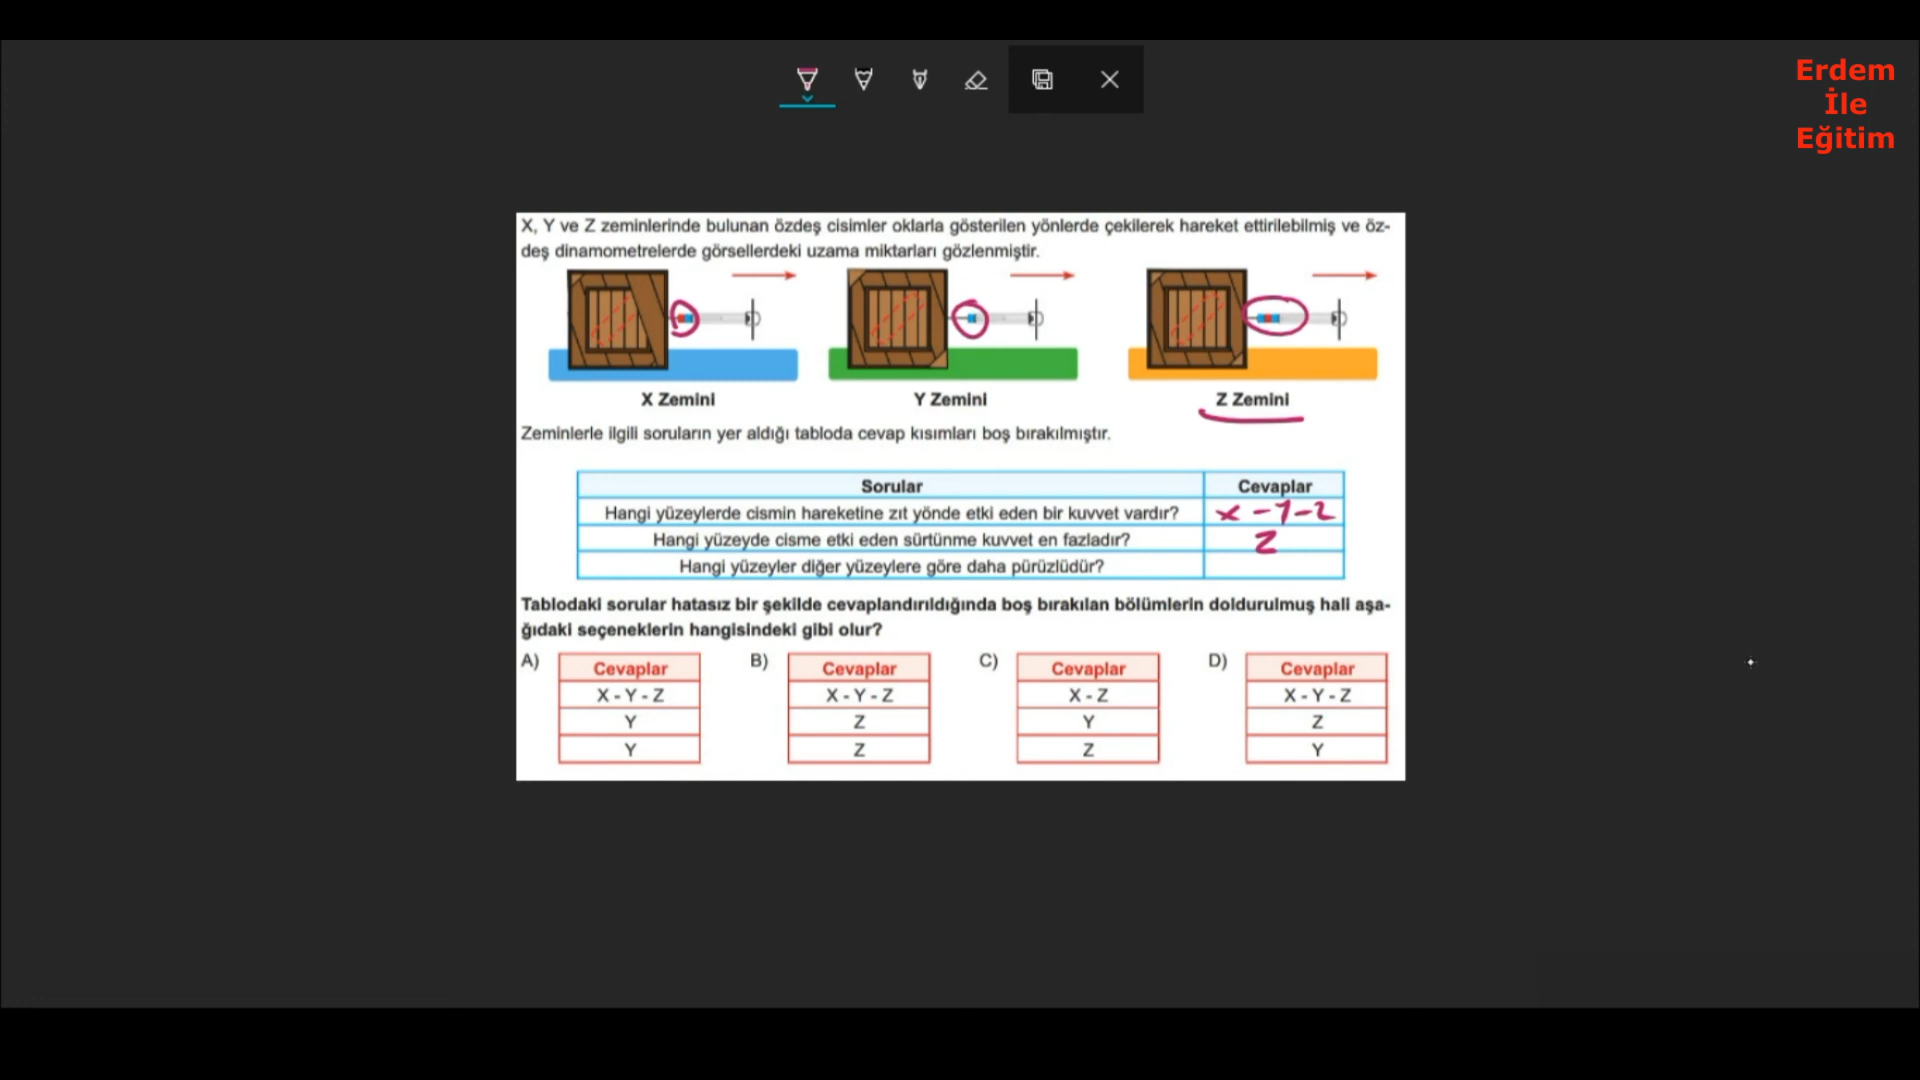 Erdem
İle
Eğitim
X, Y ve Z zeminlerinde bulunan özdeş cisimler oklarla gösterilen yönlerde çekilerek hareket ettirilebilmiş ve öz-
deş dinamometrelerde görsellerdeki uzama miktarları gözlenmiştir.
X Zemini
Y Zemini
Z Zemini
Zeminlerle ilgili soruların yer aldığı tabloda cevap kısımları boş bırakılmıştır.
Sorular
Cevaplar
Hangi yüzeylerde cismin hareketine zıt yönde etki eden bir kuvvet vardır?
X - Y - Z
Hangi yüzeyde cisme etki eden sürtünme kuvvet en fazladır?
Z
Hangi yüzeyler diğer yüzeylere göre daha pürüzlüdür?
Tablodaki sorular hatasız bir şekilde cevaplandırıldığında boş bırakılan bölümlerin doldurulmuş hali aşa-
ğıdaki seçeneklerin hangisindeki gibi olur?
A)
Cevaplar
X - Y - Z
Y
Y
B)
Cevaplar
X - Y - Z
Z
Z
C)
Cevaplar
X - Z
Y
Z
D)
Cevaplar
X - Y - Z
Z
Y